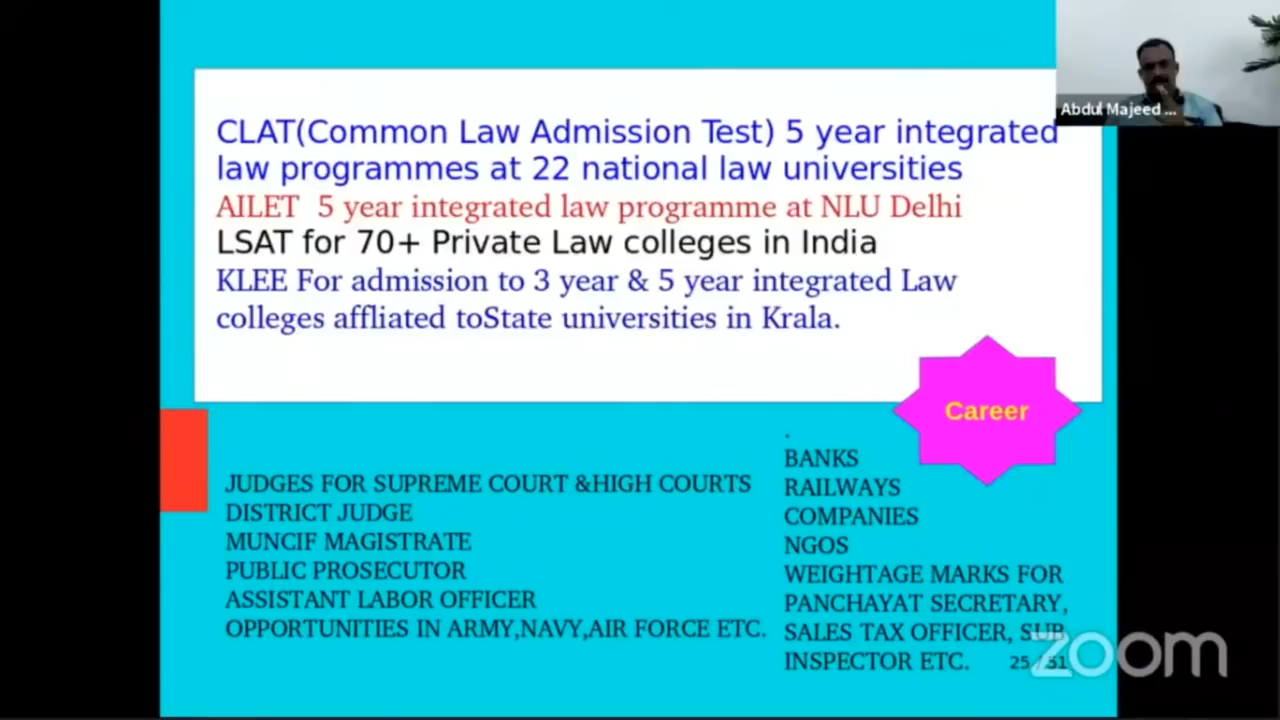 Abdul Majeed ...
CLAT(Common Law Admission Test) 5 year integrated
law programmes at 22 national law universities
AILET 5 year integrated law programme at NLU Delhi
LSAT for 70+ Private Law colleges in India
KLEE For admission to 3 year & 5 year integrated Law
colleges affliated toState universities in Krala.
Career
JUDGES FOR SUPREME COURT &HIGH COURTS
DISTRICT JUDGE
MUNCIF MAGISTRATE
PUBLIC PROSECUTOR
ASSISTANT LABOR OFFICER
OPPORTUNITIES IN ARMY,NAVY,AIR FORCE ETC.
.
BANKS
RAILWAYS
COMPANIES
NGOS
WEIGHTAGE MARKS FOR
PANCHAYAT SECRETARY,
SALES TAX OFFICER, SUB
INSPECTOR ETC.
25 / 31
zoom